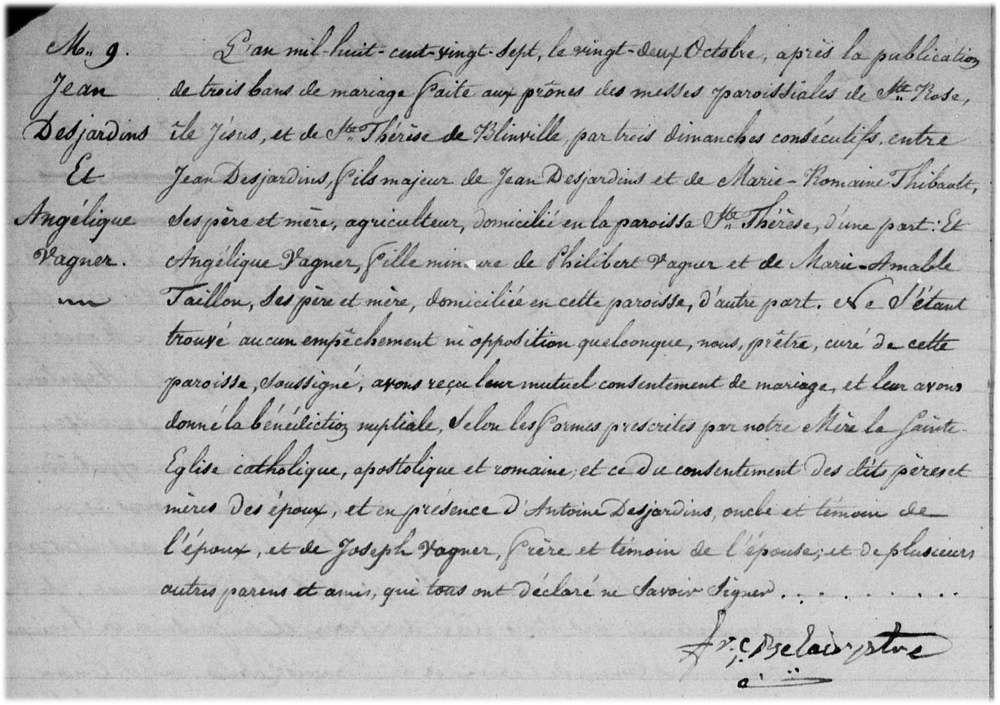 M.. 9.
Jean
Desjardins
Et
Angélique
Vagner.
L'an mil-huit-cent-vingt-sept, le vingt-deux Octobre, après la publication
de trois bans de mariage faite aux prônes des messes paroissiales de Ste Rose,
île Jésus, et de Ste Thérèse de Blinville, par trois dimanches consécutifs, entre
Jean Desjardins, fils majeur de Jean Desjardins et de Marie-Romaine Thibault,
ses père et mère, agriculteur, domicilié en la paroisse Ste Thérèse, d'une part: Et
Angélique Vagner, fille mineure de Philibert Vagner et de Marie-Amable
Taillon, ses père et mère, domiciliée en cette paroisse, d'autre part. Ne s'étant
trouvé aucun empêchement ni opposition quelconque, nous, prêtre, curé de cette
paroisse, soussigné, avons reçu leur mutuel consentement de mariage, et leur avons
donné la bénédiction nuptiale, selon les formes prescrites par notre Mère la Sainte-
Eglise catholique, apostolique et romaine; et ce du consentement des dits pères et
mères des époux, et en présence d'Antoine Desjardins, oncle et témoin de
l'époux, et de Joseph Vagner, frère et témoin de l'épouse; et de plusieurs
autres parens et amis, qui tous ont déclaré ne savoir signer..........
Frs. C. Belair ptre